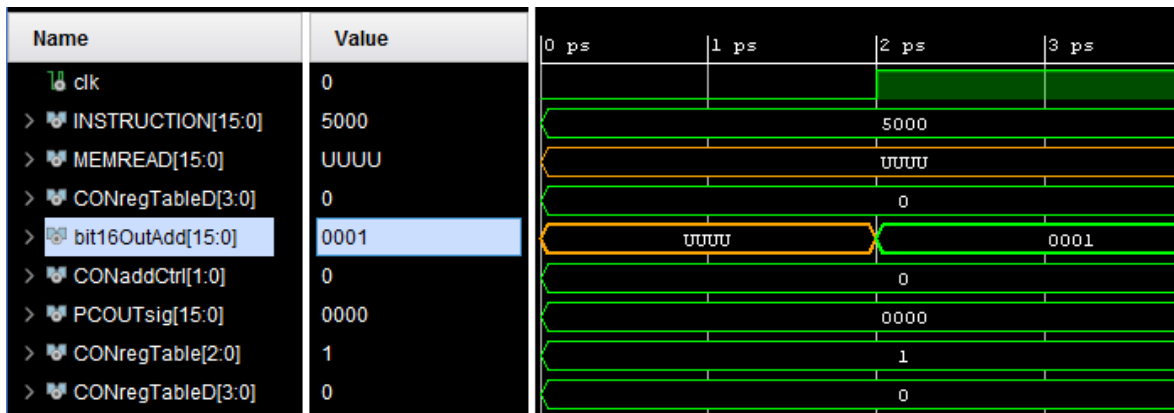 Name Value 0 ps 1 ps 2 ps 3 ps
clk 0
> INSTRUCTION[15:0] 5000 5000
> MEMREAD[15:0] UUUU UUUU
> CONregTableD[3:0] 0 0
> bit16OutAdd[15:0] 0001 UUUU 0001
> CONaddCtrl[1:0] 0 0
> PCOUTsig[15:0] 0000 0000
> CONregTable[2:0] 1 1
> CONregTableD[3:0] 0 0